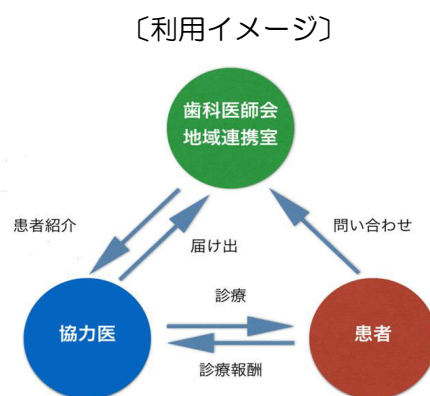 〔利用イメージ〕
歯科医師会
地域連携室
患者紹介
届け出
問い合わせ
協力医
診療
診療報酬
患者